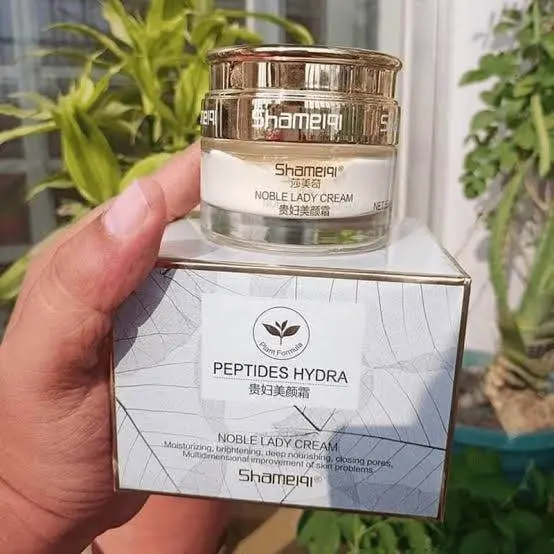 Shameiqi
S
Shameiqi®
莎美奇
NOBLE LADY CREAM
贵妇美颜霜
NET:
Plant Formula
PEPTIDES HYDRA
贵妇美颜霜
NOBLE LADY CREAM
Moisturizing, brightening, deep nourishing, closing pores,
Multidimensional improvement of skin problems.
Shameiqi®